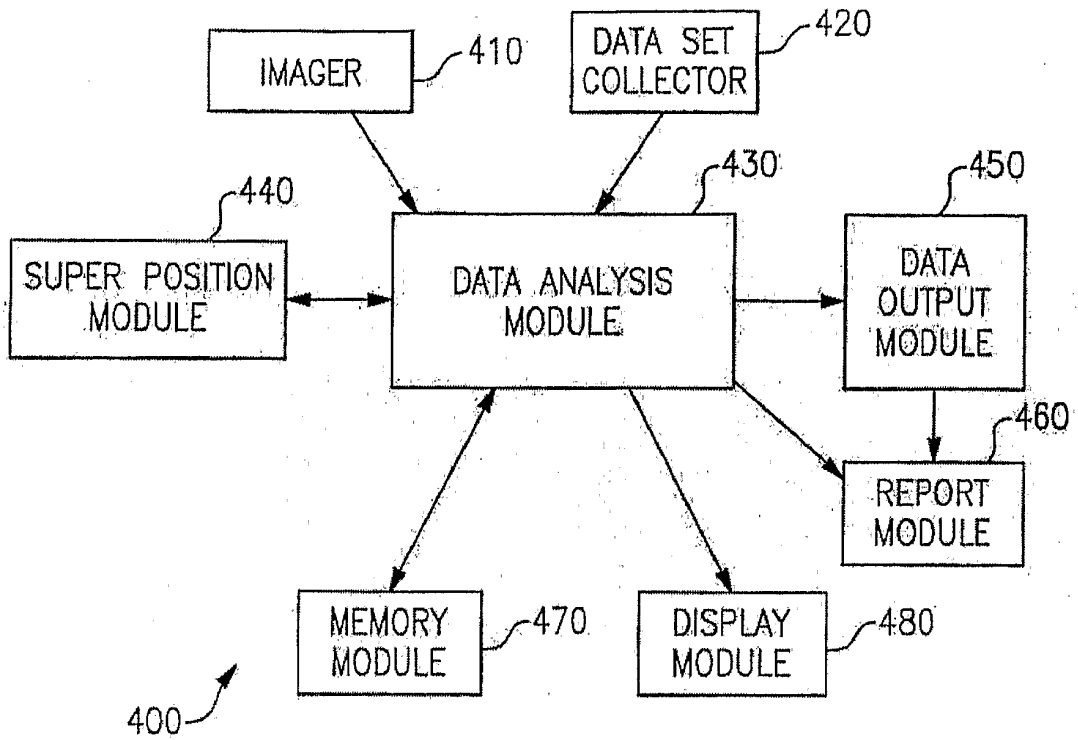 IMAGER
410
DATA SET
COLLECTOR
420
430
440
450
SUPER POSITION
MODULE
DATA ANALYSIS
MODULE
DATA
OUTPUT
MODULE
460
REPORT
MODULE
MEMORY
MODULE
470
DISPLAY
MODULE
480
400